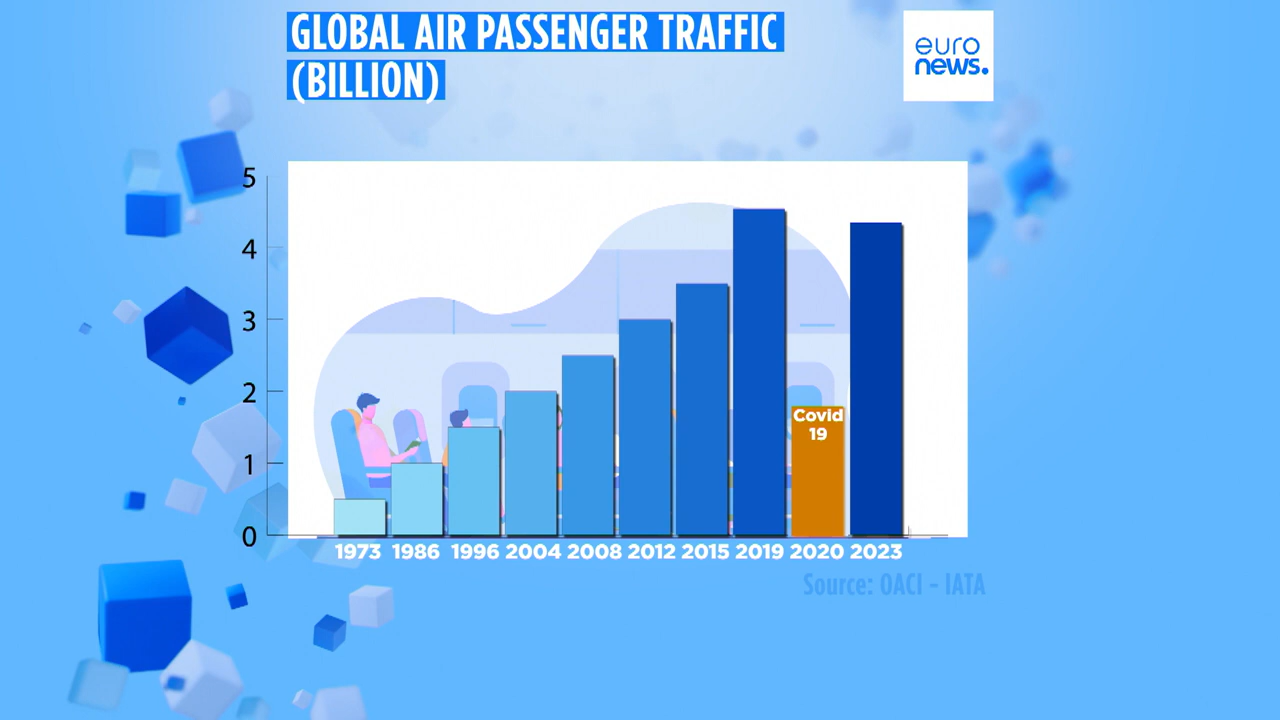 GLOBAL AIR PASSENGER TRAFFIC
(BILLION)
euro
news.
5
4
3
2
1
0
Covid
19
1973 1986 1996 2004 2008 2012 2015 2019 2020 2023
Source: OACI - IATA